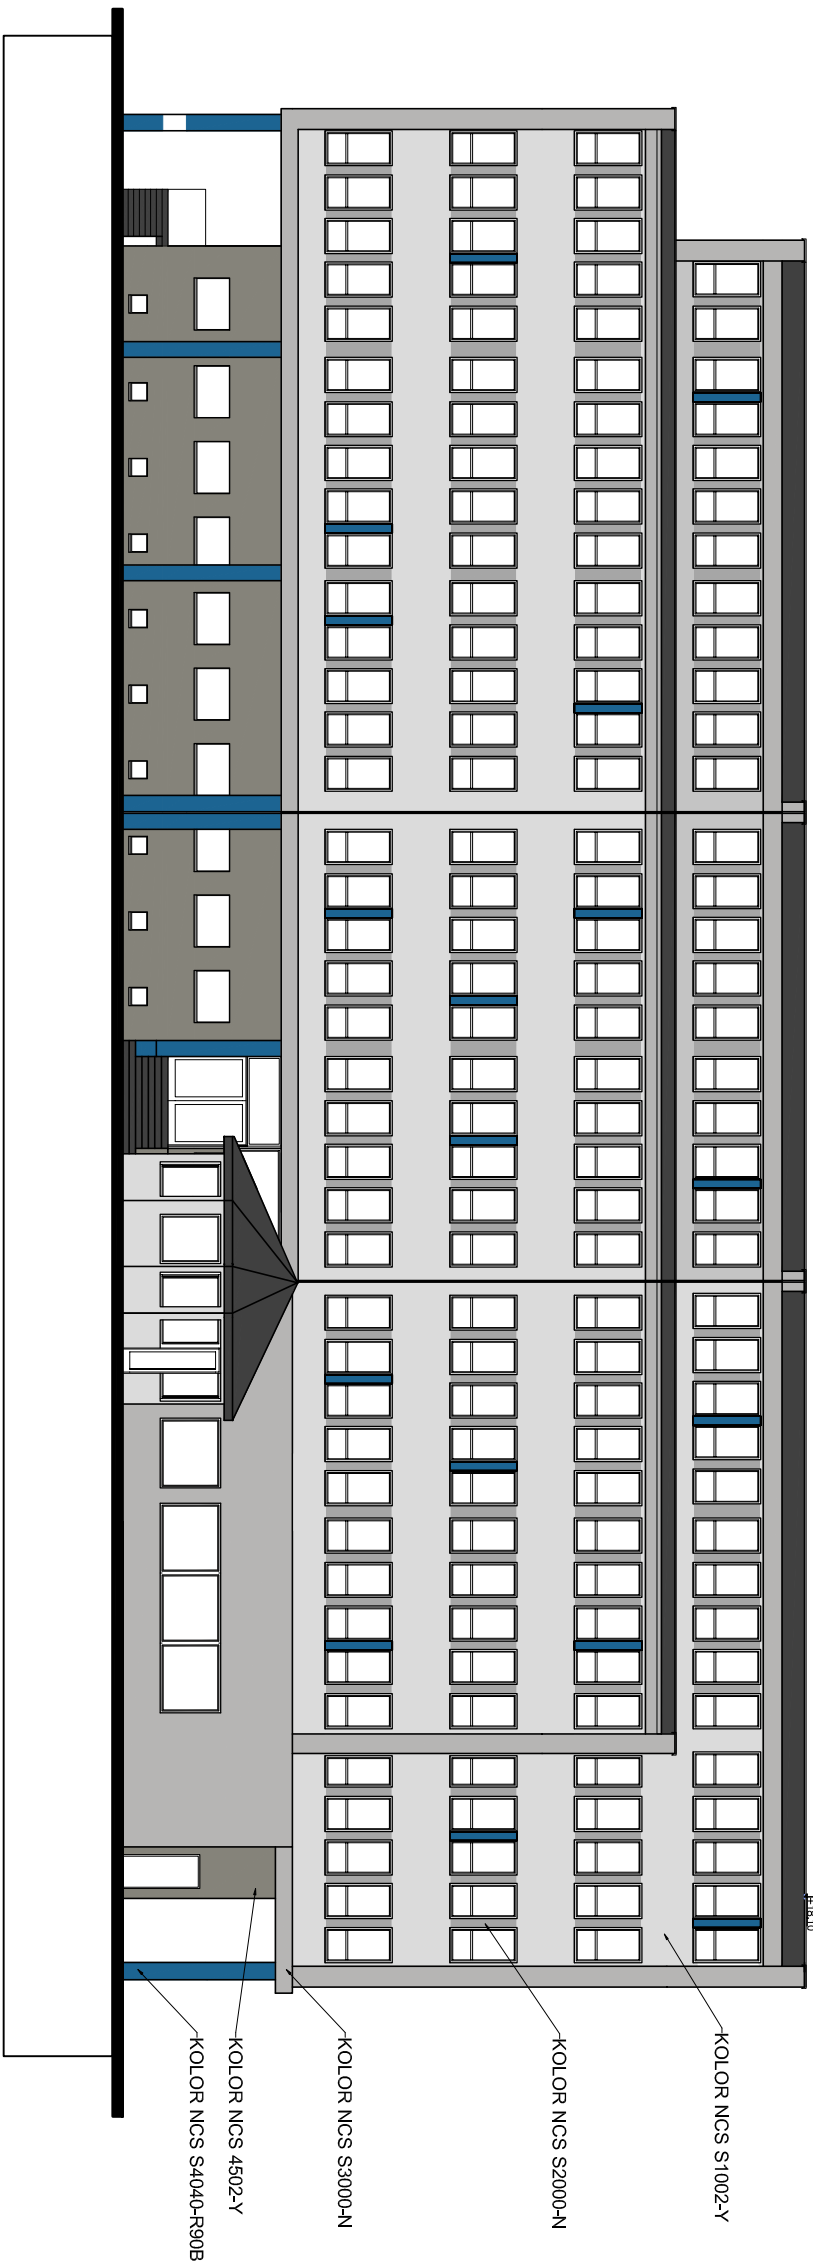 KOLOR NCS S1002-Y
KOLOR NCS S2000-N
KOLOR NCS S3000-N
KOLOR NCS 4502-Y
KOLOR NCS S4040-R90B